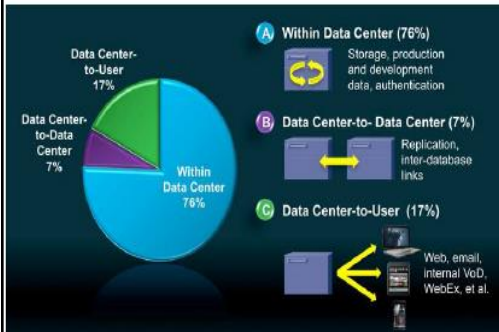 Data Center-
to-User
17%
Data Center-
to-Data
Center
7%
Within
Data Center
76%
A Within Data Center (76%)
Storage, production
and development
data, authentication
B Data Center-to- Data Center (7%)
Replication,
inter-database
links
C Data Center-to-User (17%)
Web, email,
internal VoD,
WebEx, et al.